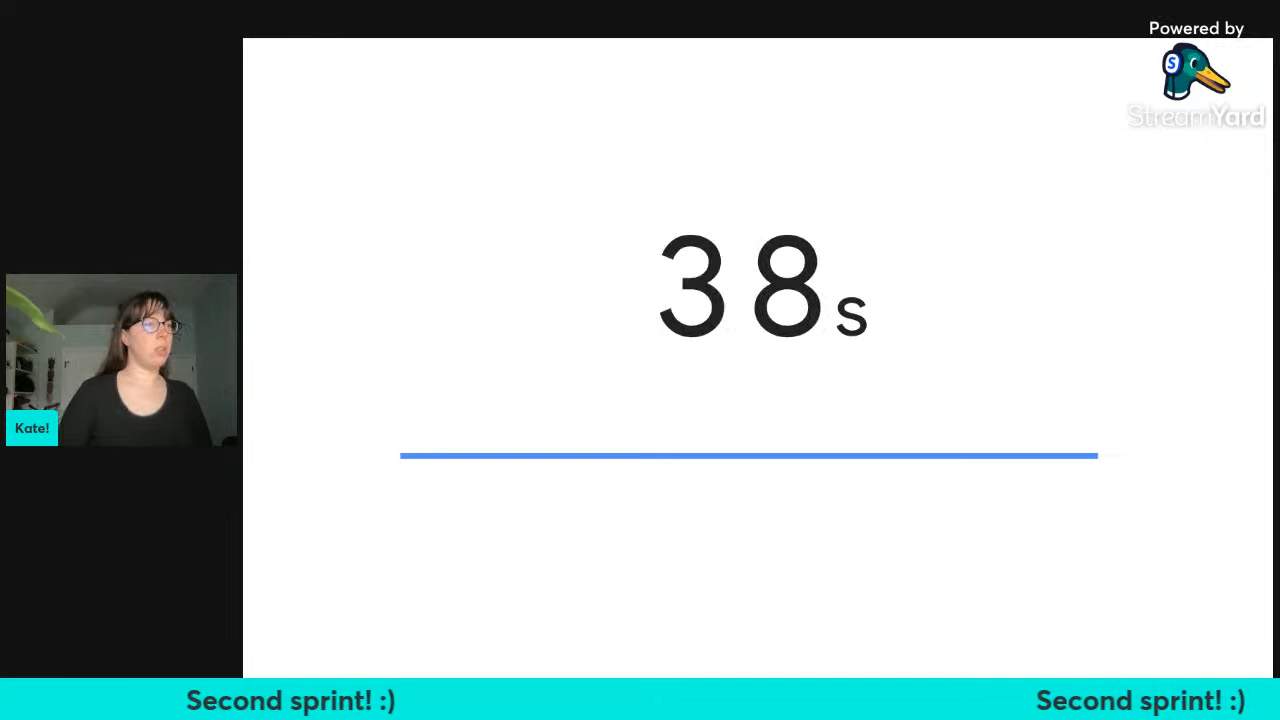 Powered by
S
StreamYard
38s
Kate!
Second sprint! :)
Second sprint! :)